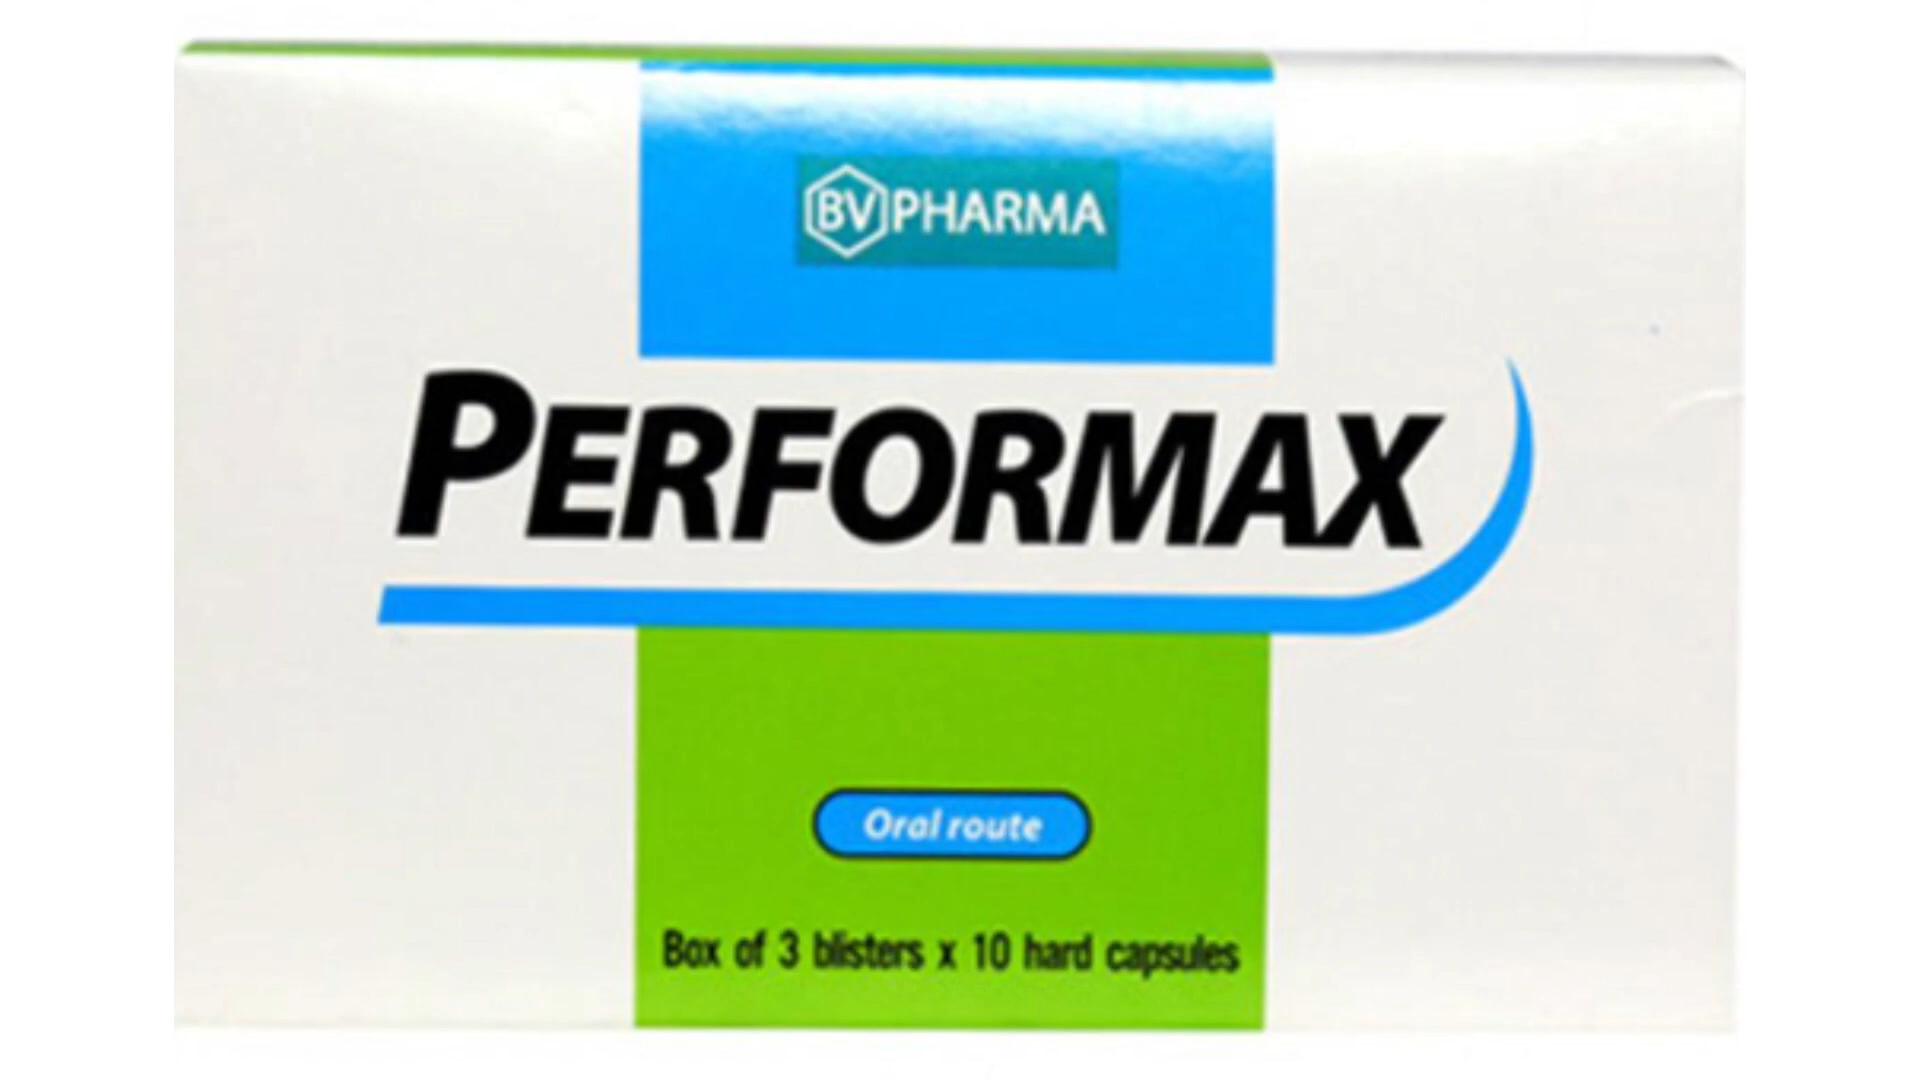 BV PHARMA
PERFORMAX
Oral route
Box of 3 blisters x 10 hard capsules